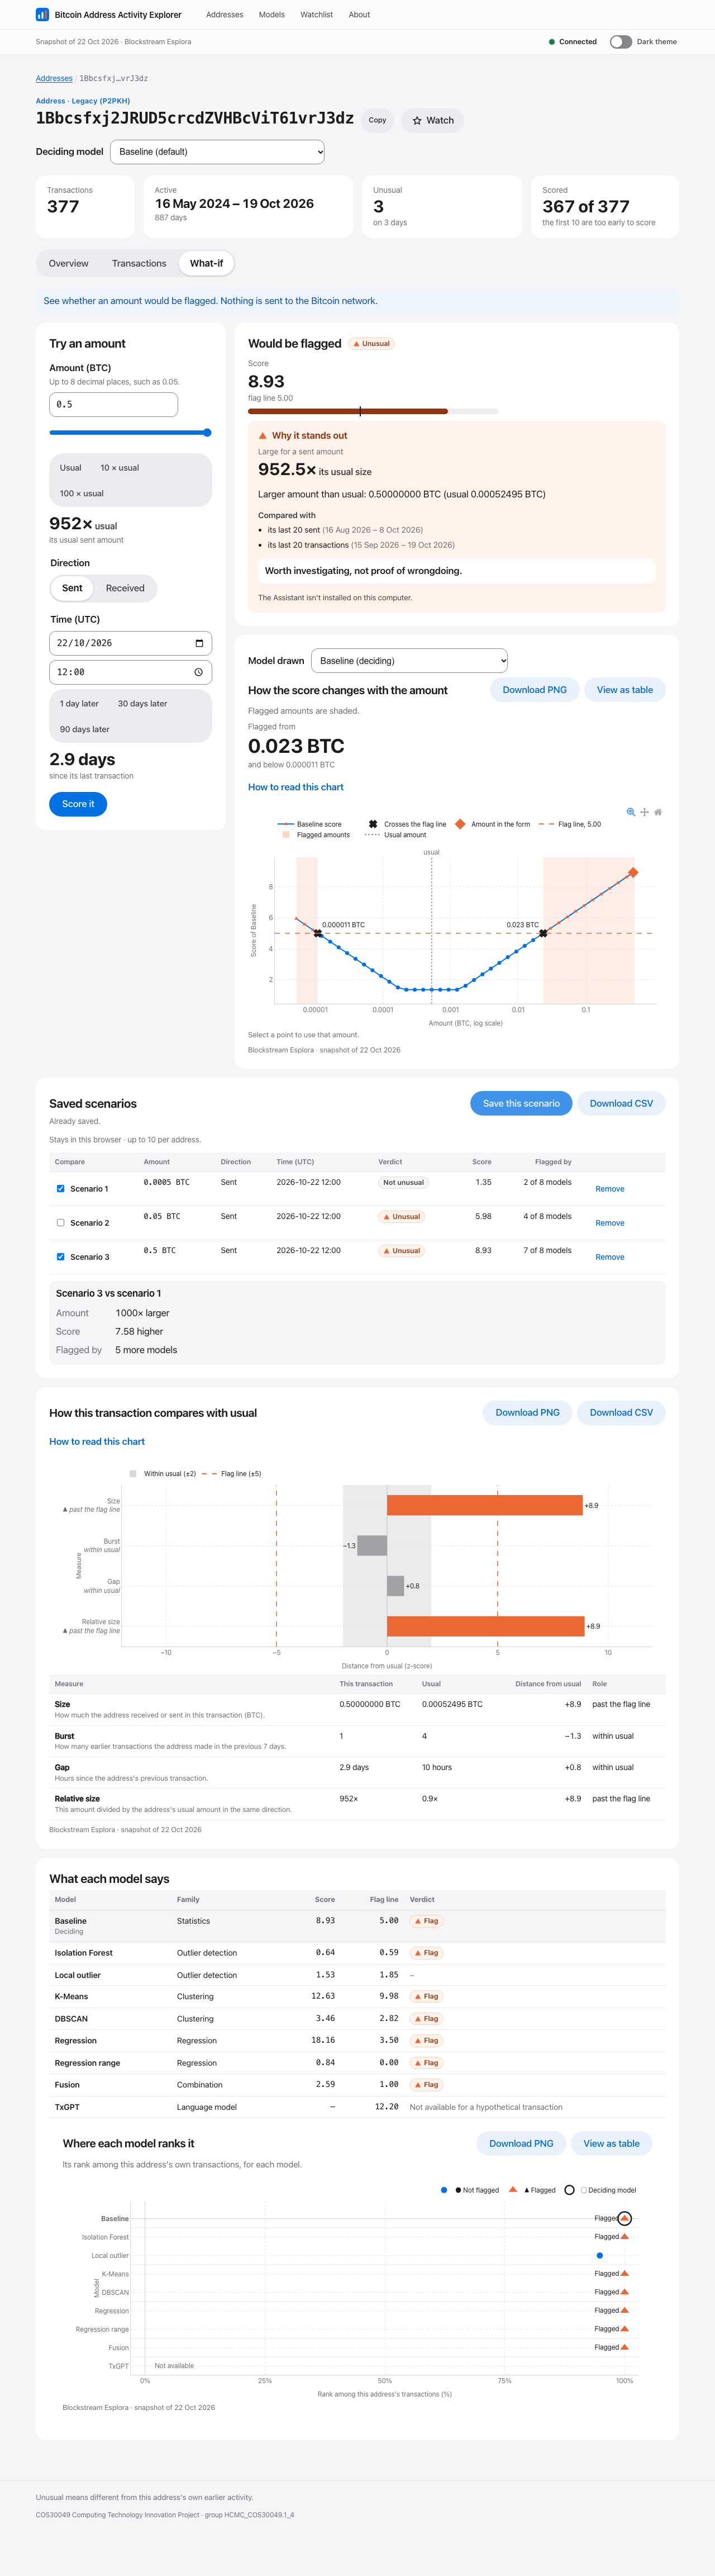 Bitcoin Address Activity Explorer Addresses Models Watchlist About
Snapshot of 22 Oct 2026 · Blockstream Esplora Connected Dark theme
Addresses / 1Bbcsfxj…vrJ3dz
Address · Legacy (P2PKH)
1Bbcsfxj2JRUD5crcdZVHBcViT61vrJ3dz Copy Watch
Deciding model Baseline (default)
Transactions
377
Active
16 May 2024 – 19 Oct 2026
887 days
Unusual
3
on 3 days
Scored
367 of 377
the first 10 are too early to score
Overview Transactions What-if
See whether an amount would be flagged. Nothing is sent to the Bitcoin network.
Try an amount
Amount (BTC)
Up to 8 decimal places, such as 0.05.
0.5
Usual 10 × usual
100 × usual
952× usual
its usual sent amount
Direction
Sent Received
Time (UTC)
22/10/2026
12:00
1 day later 30 days later
90 days later
2.9 days
since its last transaction
Score it
Would be flagged Unusual
Score
8.93
flag line 5.00
Why it stands out
Large for a sent amount
952.5× its usual size
Larger amount than usual: 0.50000000 BTC (usual 0.00052495 BTC)
Compared with
• its last 20 sent (16 Aug 2026 – 8 Oct 2026)
• its last 20 transactions (15 Sep 2026 – 19 Oct 2026)
Worth investigating, not proof of wrongdoing.
The Assistant isn't installed on this computer.
Model drawn Baseline (deciding)
How the score changes with the amount Download PNG View as table
Flagged amounts are shaded.
Flagged from
0.023 BTC
and below 0.000011 BTC
How to read this chart
Baseline score Crosses the flag line Amount in the form Flag line, 5.00
Flagged amounts Usual amount
usual
8
6
0.000011 BTC 0.023 BTC
4
2
Score of Baseline
0.00001 0.0001 0.001 0.01 0.1
Amount (BTC, log scale)
Select a point to use that amount.
Blockstream Esplora · snapshot of 22 Oct 2026
Saved scenarios Save this scenario Download CSV
Already saved.
Stays in this browser · up to 10 per address.
Compare Amount Direction Time (UTC) Verdict Score Flagged by
Scenario 1 0.0005 BTC Sent 2026-10-22 12:00 Not unusual 1.35 2 of 8 models Remove
Scenario 2 0.05 BTC Sent 2026-10-22 12:00 Unusual 5.98 4 of 8 models Remove
Scenario 3 0.5 BTC Sent 2026-10-22 12:00 Unusual 8.93 7 of 8 models Remove
Scenario 3 vs scenario 1
Amount 1000× larger
Score 7.58 higher
Flagged by 5 more models
How this transaction compares with usual Download PNG Download CSV
How to read this chart
Within usual (±2) Flag line (±5)
Size
▲ past the flag line
+8.9
Burst
within usual
−1.3
Gap
within usual
+0.8
Relative size
▲ past the flag line
+8.9
Measure
−10 −5 0 5 10
Distance from usual (z-score)
Measure This transaction Usual Distance from usual Role
Size 0.50000000 BTC 0.00052495 BTC +8.9 past the flag line
How much the address received or sent in this transaction (BTC).
Burst 1 4 −1.3 within usual
How many earlier transactions the address made in the previous 7 days.
Gap 2.9 days 10 hours +0.8 within usual
Hours since the address's previous transaction.
Relative size 952× 0.9× +8.9 past the flag line
This amount divided by the address's usual amount in the same direction.
Blockstream Esplora · snapshot of 22 Oct 2026
What each model says
Model Family Score Flag line Verdict
Baseline Statistics 8.93 5.00 Flag
Deciding
Isolation Forest Outlier detection 0.64 0.59 Flag
Local outlier Outlier detection 1.53 1.85 –
K-Means Clustering 12.63 9.98 Flag
DBSCAN Clustering 3.46 2.82 Flag
Regression Regression 18.16 3.50 Flag
Regression range Regression 0.84 0.00 Flag
Fusion Combination 2.59 1.00 Flag
TxGPT Language model – 12.20 Not available for a hypothetical transaction
Where each model ranks it Download PNG View as table
Its rank among this address's own transactions, for each model.
● Not flagged ▲ Flagged ○ Deciding model
Baseline Flagged
Isolation Forest Flagged
Local outlier
K-Means Flagged
DBSCAN Flagged
Regression Flagged
Regression range Flagged
Fusion Flagged
TxGPT Not available
Model
0% 25% 50% 75% 100%
Rank among this address's transactions (%)
Blockstream Esplora · snapshot of 22 Oct 2026
Unusual means different from this address's own earlier activity.
COS30049 Computing Technology Innovation Project · group HCMC_COS30049.1_4